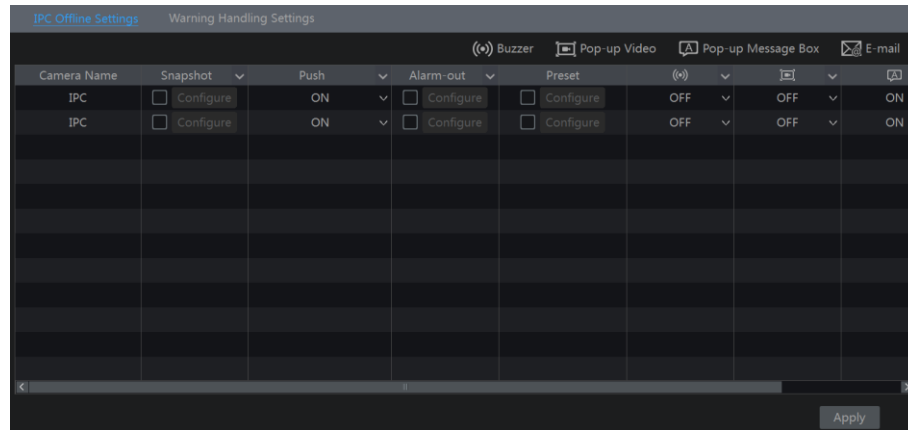 IPC Offline Settings Warning Handling Settings
Buzzer Pop-up Video Pop-up Message Box E-mail
Camera Name Snapshot Push Alarm-out Preset
IPC Configure ON Configure Configure OFF OFF ON
IPC Configure ON Configure Configure OFF OFF ON
Apply